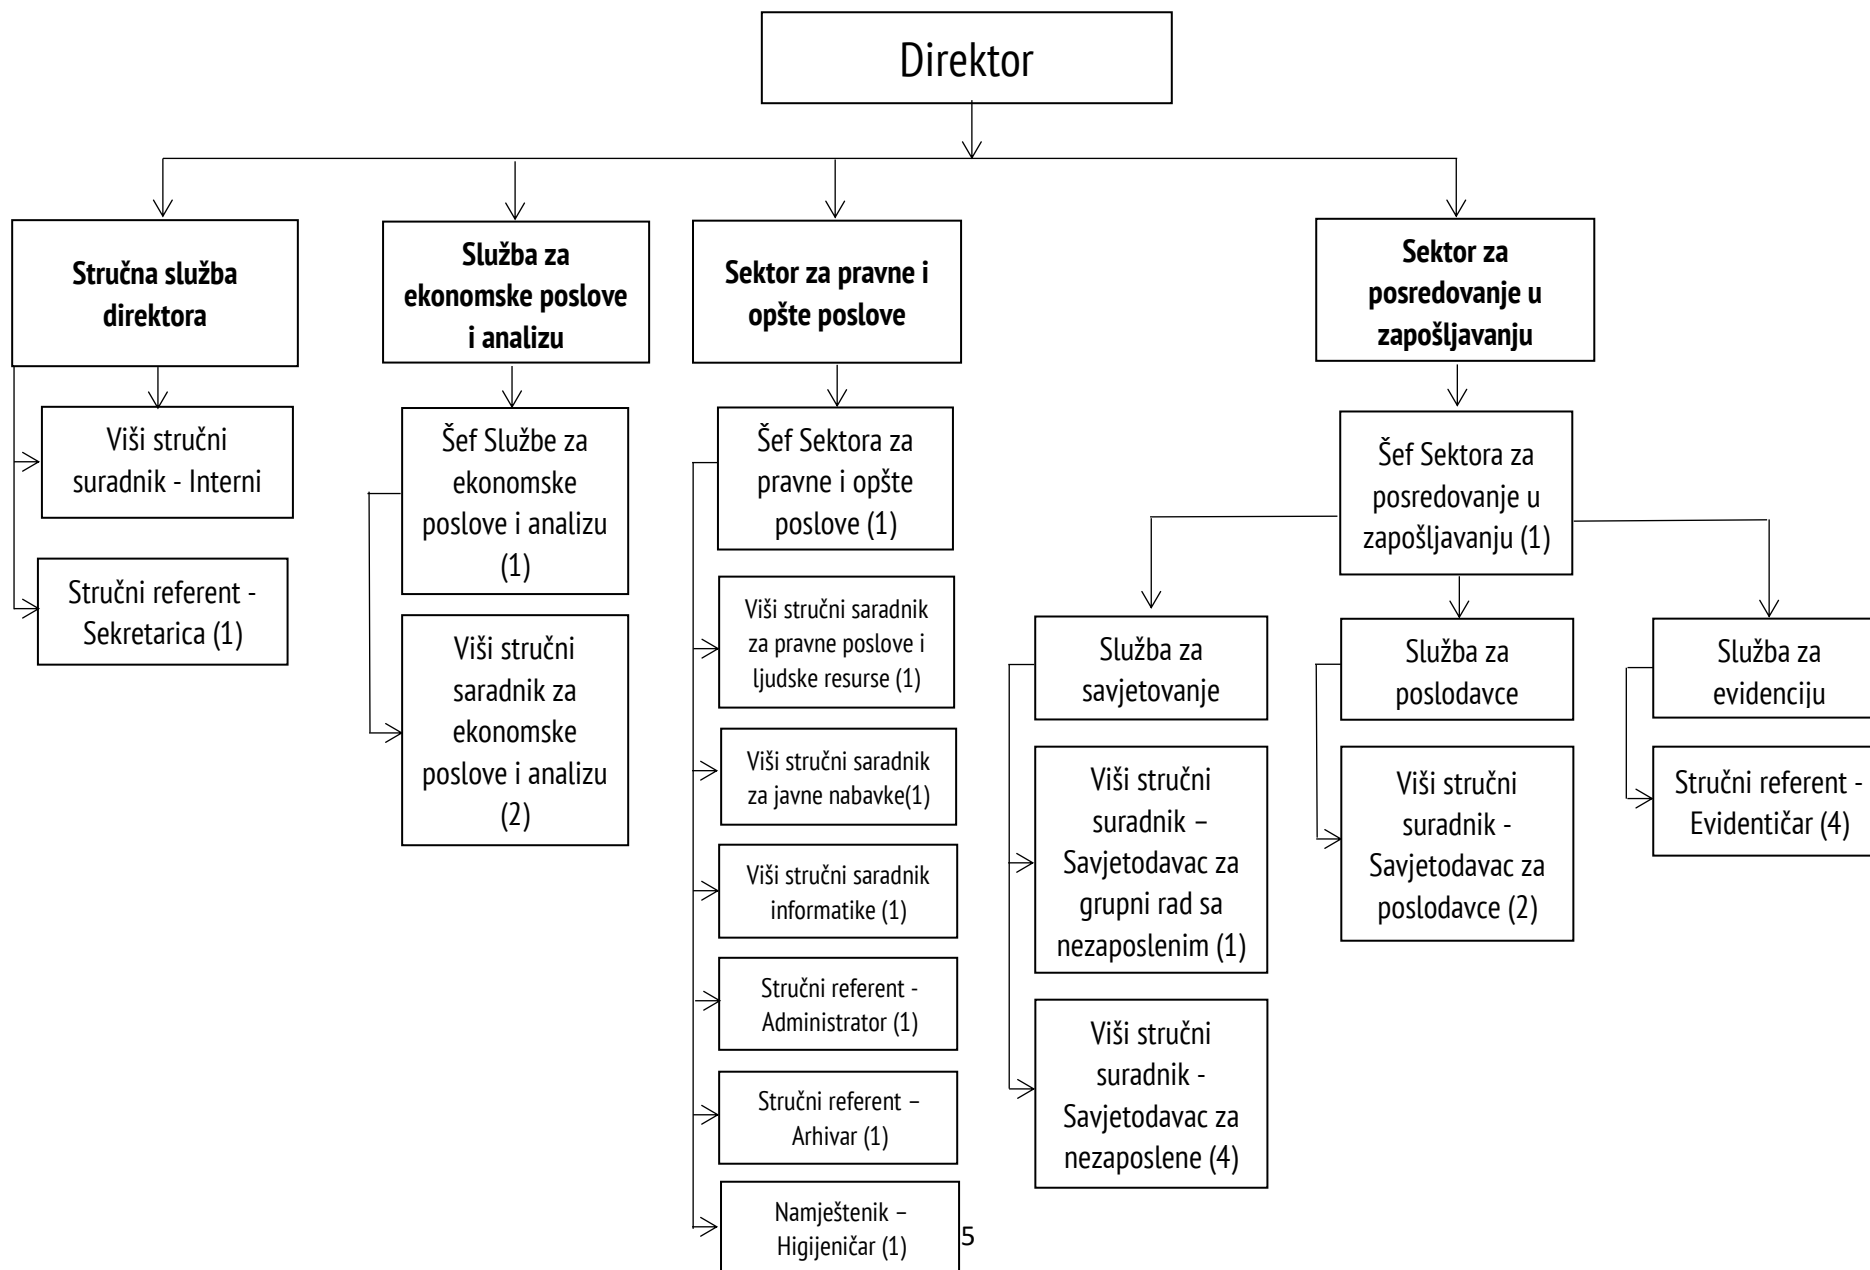 Direktor
Stručna služba
direktora
Viši stručni
suradnik - Interni
Stručni referent -
Sekretarica (1)
Služba za
ekonomske poslove
i analizu
Šef Službe za
ekonomske
poslove i analizu
(1)
Viši stručni
saradnik za
ekonomske
poslove i analizu
(2)
Sektor za pravne i
opšte poslove
Šef Sektora za
pravne i opšte
poslove (1)
Viši stručni saradnik
za pravne poslove i
ljudske resurse (1)
Viši stručni saradnik
za javne nabavke(1)
Viši stručni saradnik
informatike (1)
Stručni referent -
Administrator (1)
Stručni referent –
Arhivar (1)
Namještenik –
Higijeničar (1)
Sektor za
posredovanje u
zapošljavanju
Šef Sektora za
posredovanje u
zapošljavanju (1)
Služba za
savjetovanje
Viši stručni
suradnik –
Savjetodavac za
grupni rad sa
nezaposlenim (1)
Viši stručni
suradnik -
Savjetodavac za
nezaposlene (4)
Služba za
poslodavce
Viši stručni
suradnik -
Savjetodavac za
poslodavce (2)
Služba za
evidenciju
Stručni referent -
Evidentičar (4)
5